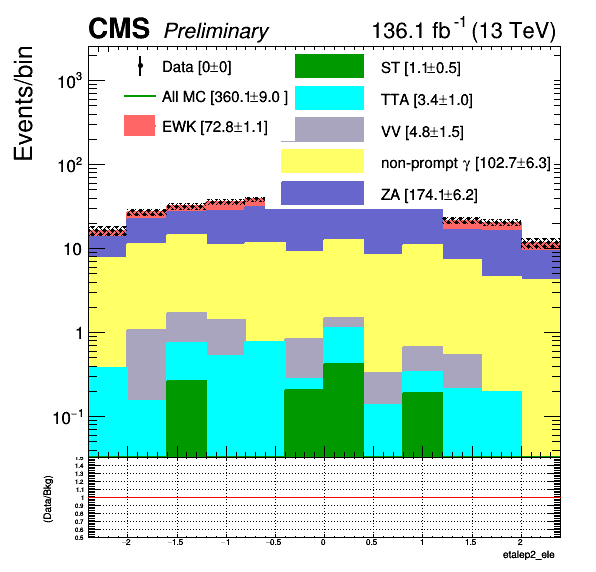 CMS Preliminary 136.1 fb⁻¹ (13 TeV)
Events/bin
Data [0±0]
All MC [360.1±9.0 ]
EWK [72.8±1.1]
ST [1.1±0.5]
TTA [3.4±1.0]
VV [4.8±1.5]
non-prompt γ [102.7±6.3]
ZA [174.1±6.2]
10³
10²
10
1
10⁻¹
(Data/Bkg)
1.5
1.4
1.3
1.2
1.1
1
0.9
0.8
0.7
0.6
0.5
−2 −1.5 −1 −0.5 0 0.5 1 1.5 2
etalep2_ele